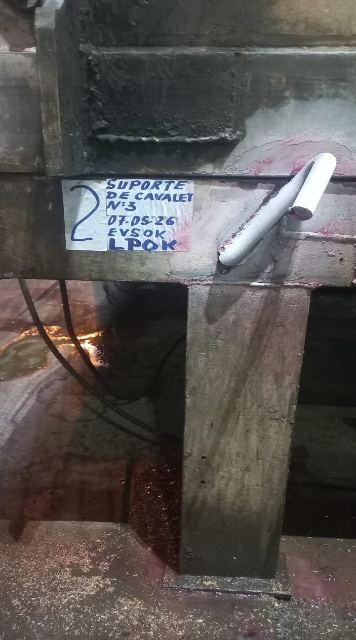 2
SUPORTE
DE CAVALET
Nº3
07-05-26
EVSOK
LPOK